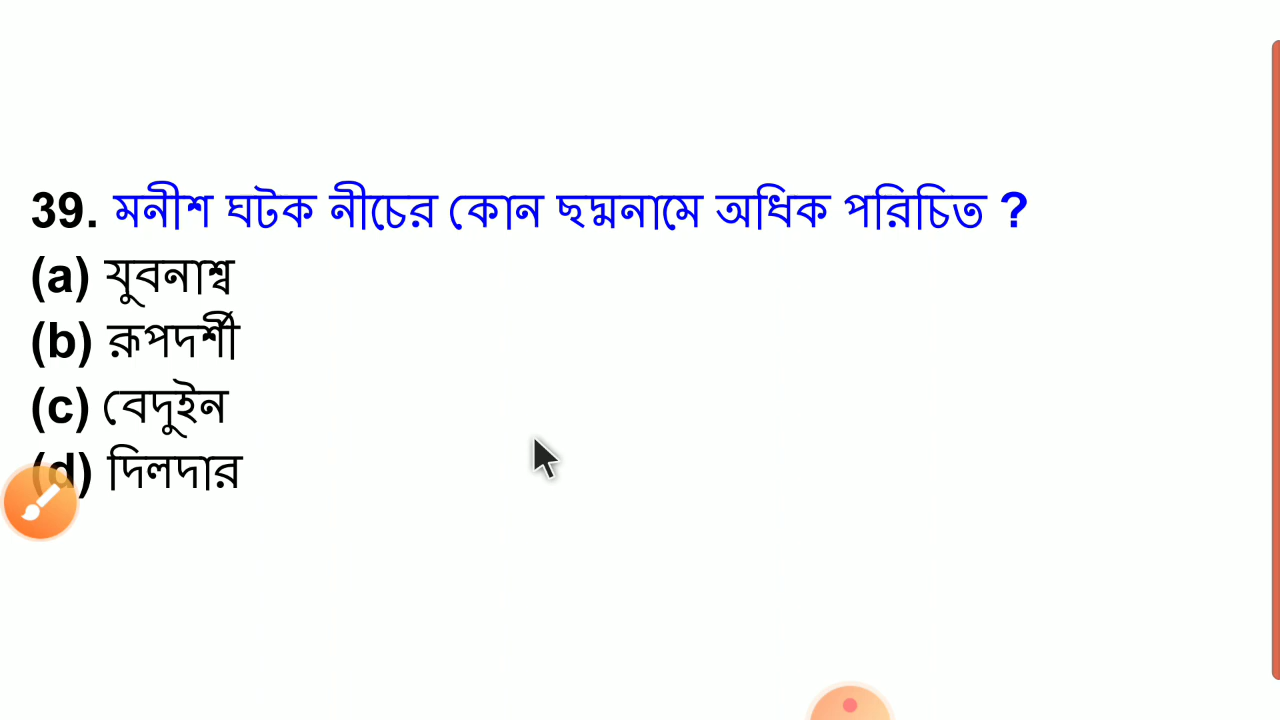 39. মনীশ ঘটক নীচের কোন ছদ্মনামে অধিক পরিচিত ?
(a) যুবনাশ্ব
(b) রূপদর্শী
(c) বেদুইন
(d) দিলদার